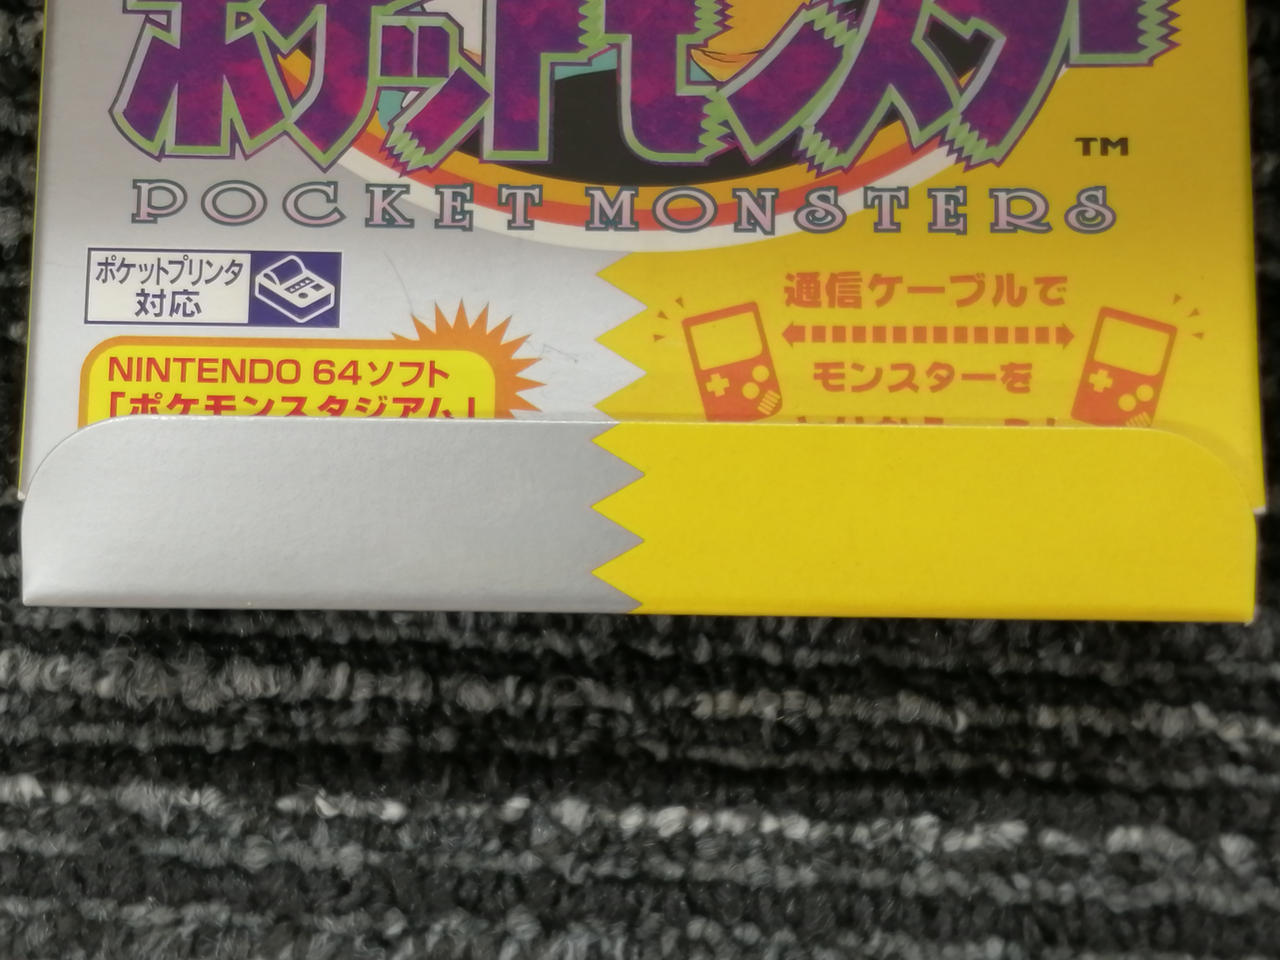 ポケットモンスター
TM
POCKET MONSTERS
ポケットプリンタ
対応
NINTENDO 64ソフト
「ポケモンスタジアム」
通信ケーブルで
モンスターを